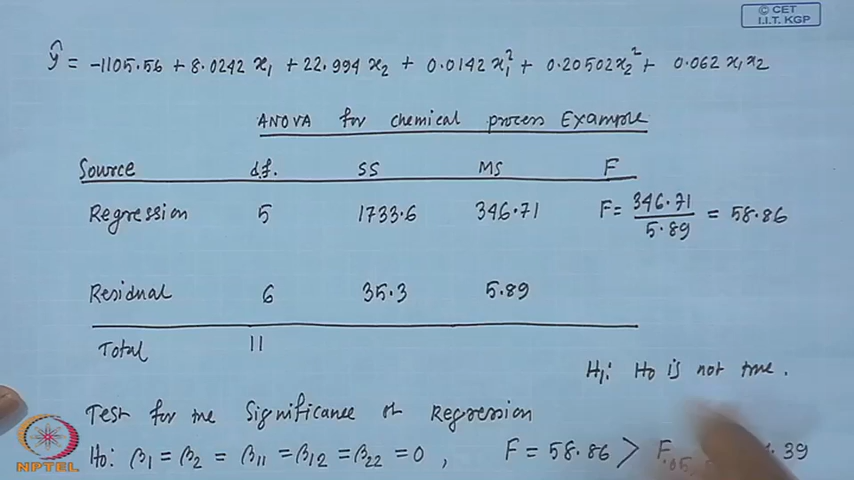 © CET
I.I.T. KGP
ŷ = -1105.56 + 8.0242 x₁ + 22.994 x₂ + 0.0142 x₁² + 0.20502 x₂² + 0.062 x₁x₂
ANOVA for chemical process Example
Source d.f. SS MS F
Regression 5 1733.6 346.71 F = 346.71 / 5.89 = 58.86
Residual 6 35.3 5.89
Total 11
H₁: H₀ is not true.
Test for the Significance of Regression
H₀: β₁ = β₂ = β₁₁ = β₁₂ = β₂₂ = 0 , F = 58.86 > F.05, .39
NPTEL